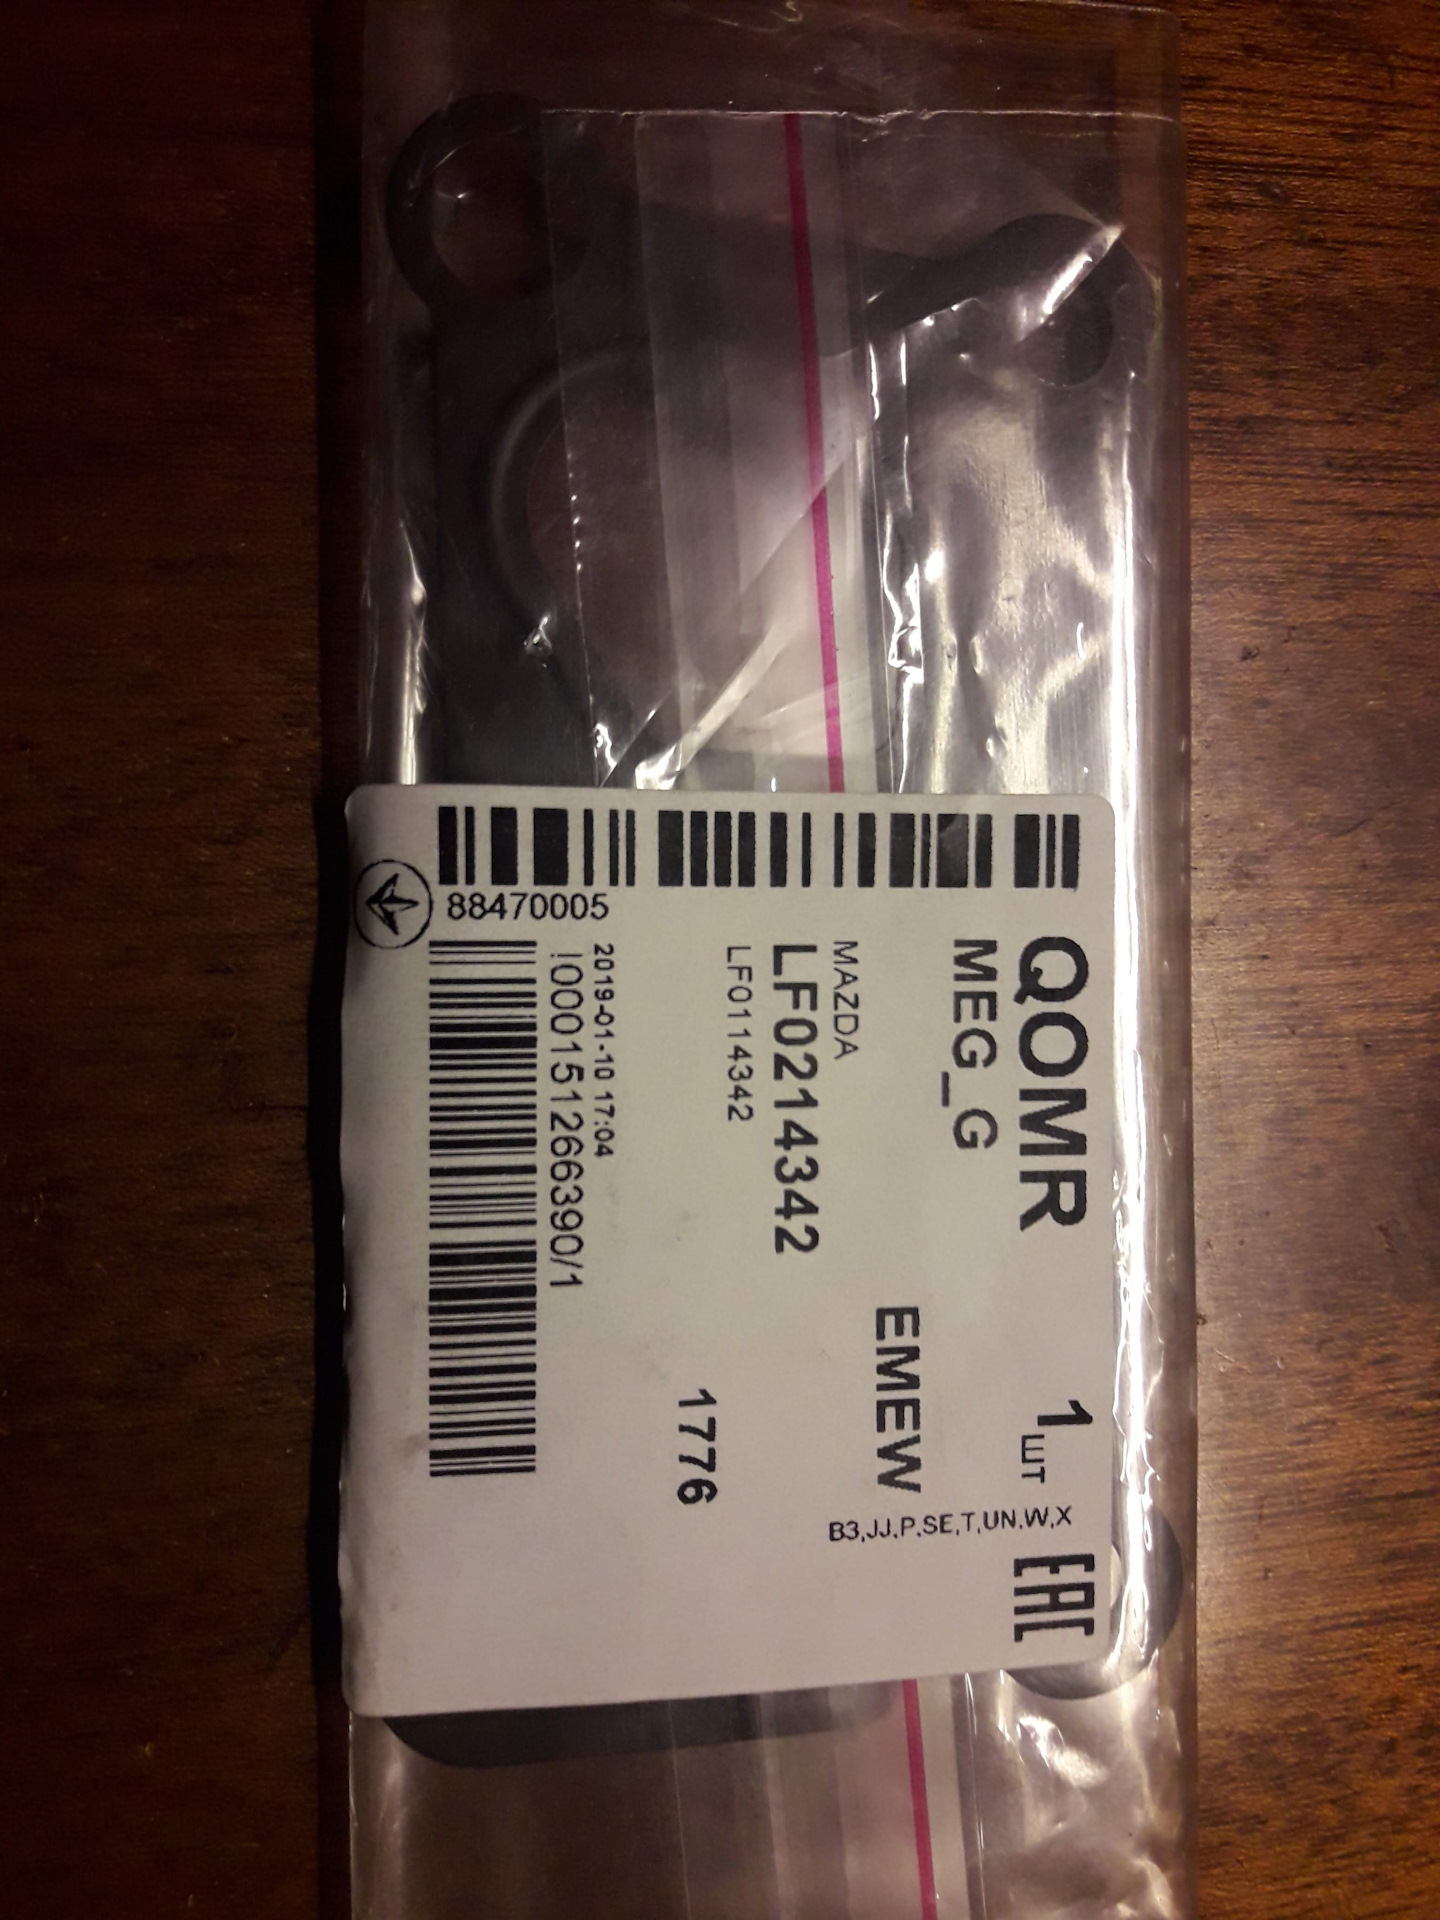 QOMR
1 шт
EAC
MEG_G
B3,JJ,P,SE,T,UN,W,X
EMEW
MAZDA
LF0214342
LF0114342
1776
2019-01-10 17:04
!000151266390/1
88470005